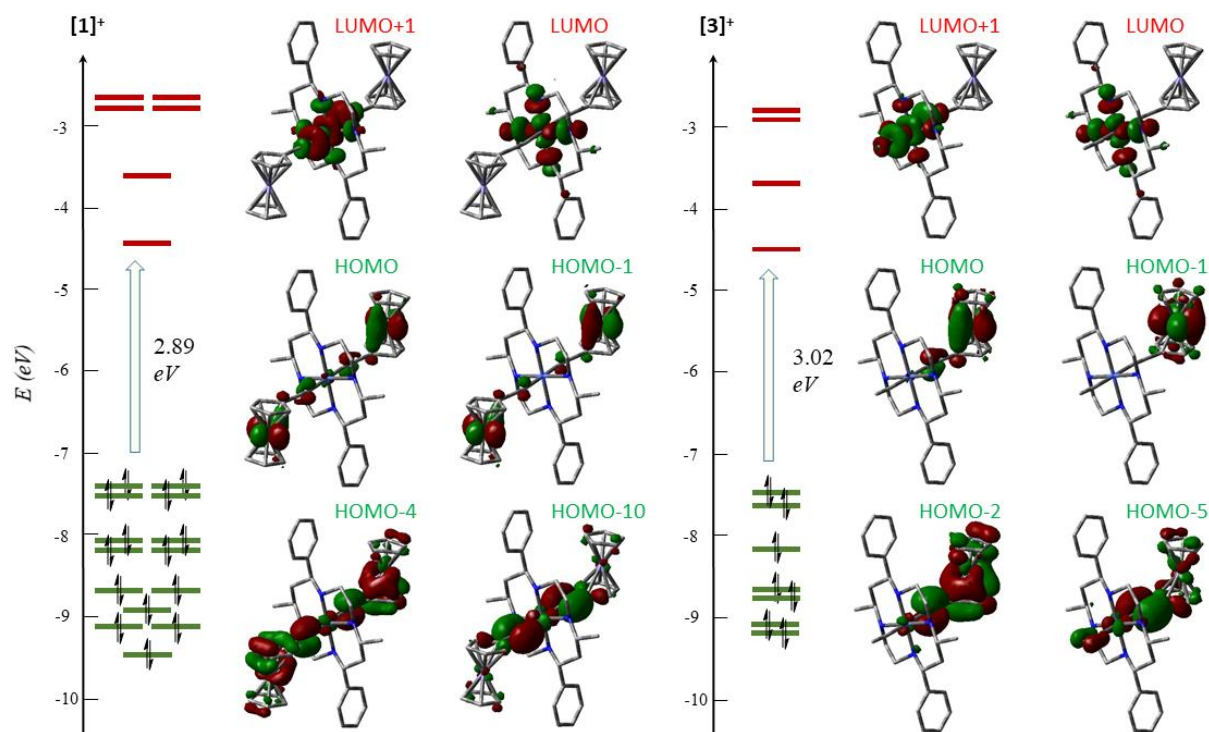 [1]⁺
LUMO+1
LUMO
[3]⁺
LUMO+1
LUMO
-3
-4
-5
-6
-7
-8
-9
-10
E (eV)
2.89
eV
HOMO
HOMO-1
HOMO-4
HOMO-10
-3
-4
-5
-6
-7
-8
-9
-10
3.02
eV
HOMO
HOMO-1
HOMO-2
HOMO-5